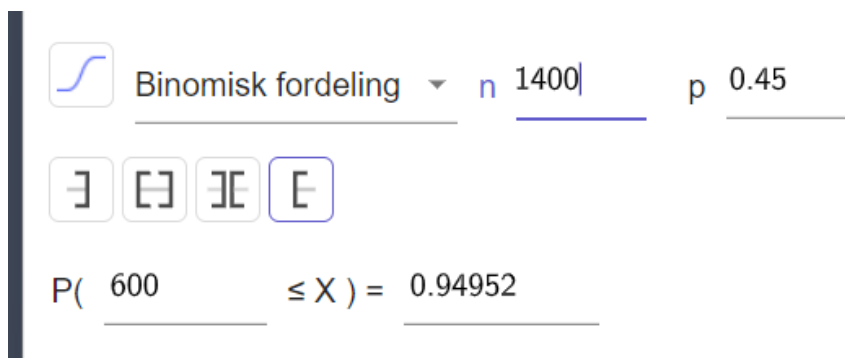 Binomisk fordeling n 1400 p 0.45
P( 600 ≤ X ) = 0.94952